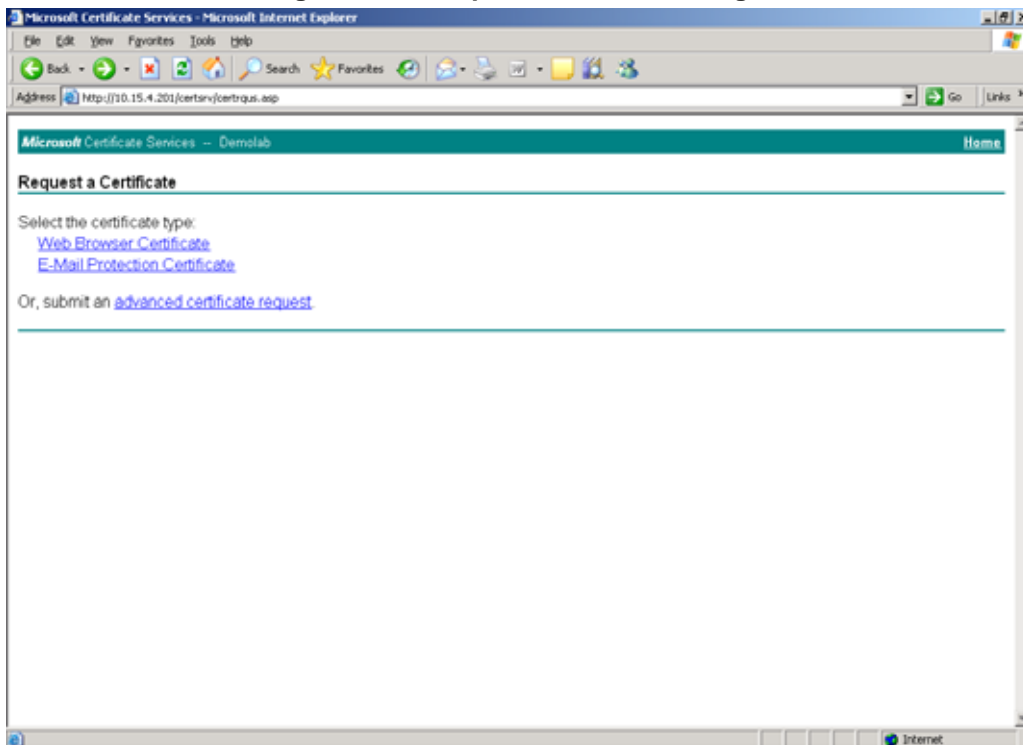 Microsoft Certificate Services - Microsoft Internet Explorer
File Edit View Favorites Tools Help
Back Search Favorites
Address http://10.15.4.201/certsrv/certrqus.asp Go Links
Microsoft Certificate Services -- Demolab Home
Request a Certificate
Select the certificate type:
Web Browser Certificate
E-Mail Protection Certificate
Or, submit an advanced certificate request.
Internet